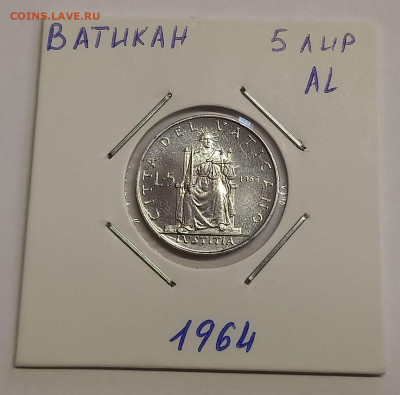 COINS.LAVE.RU
ВАТИКАН
5 лир
AL
CITTA DEL VATICANO
L.5
IVSTITIA
1964